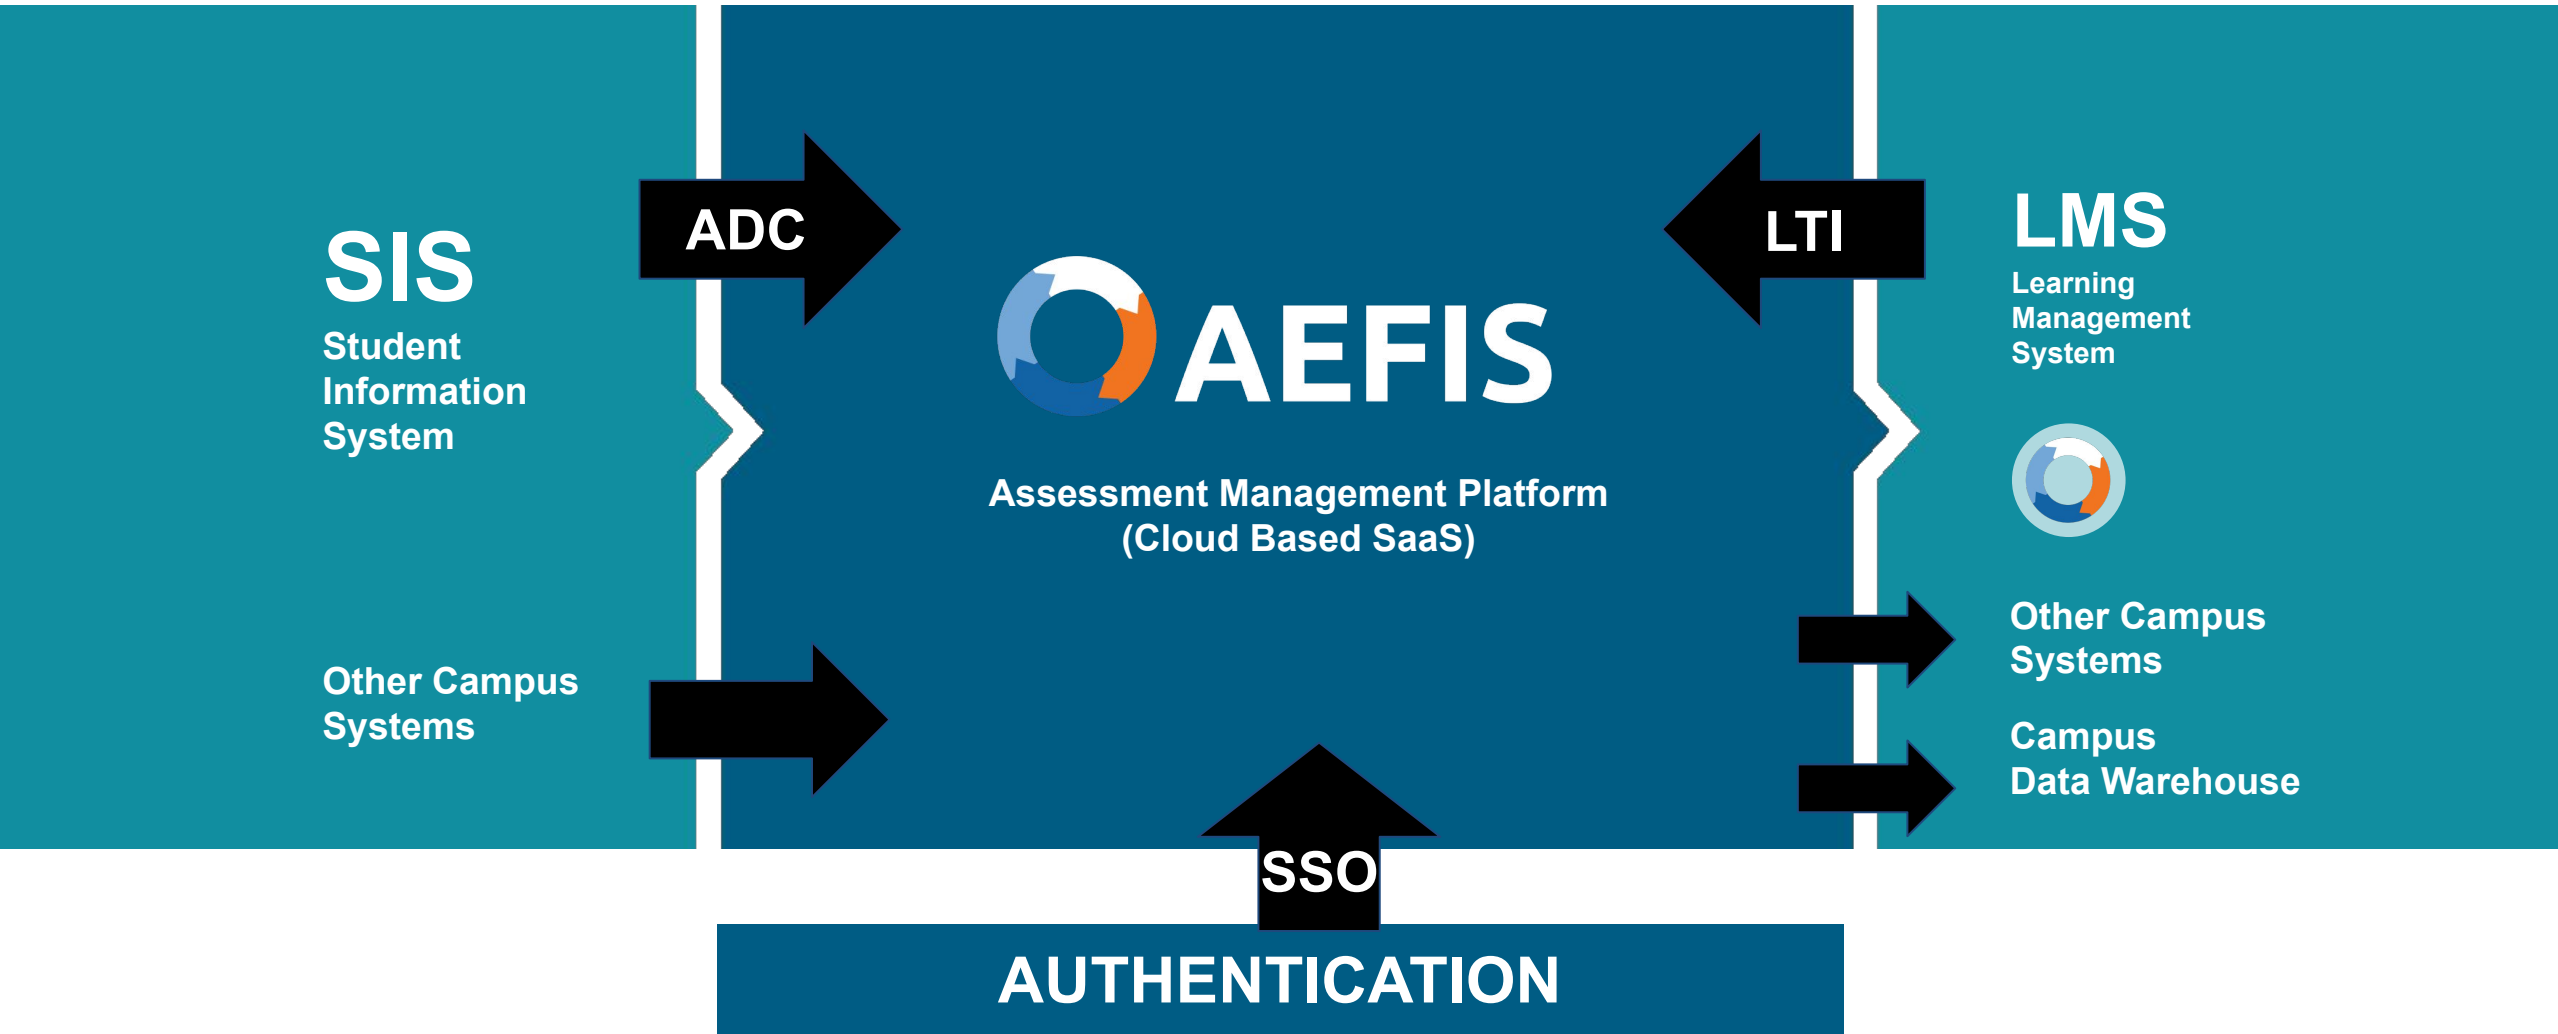 SIS
Student
Information
System
Other Campus
Systems
ADC
AEFIS
Assessment Management Platform
(Cloud Based SaaS)
LTI
LMS
Learning
Management
System
Other Campus
Systems
Campus
Data Warehouse
SSO
AUTHENTICATION